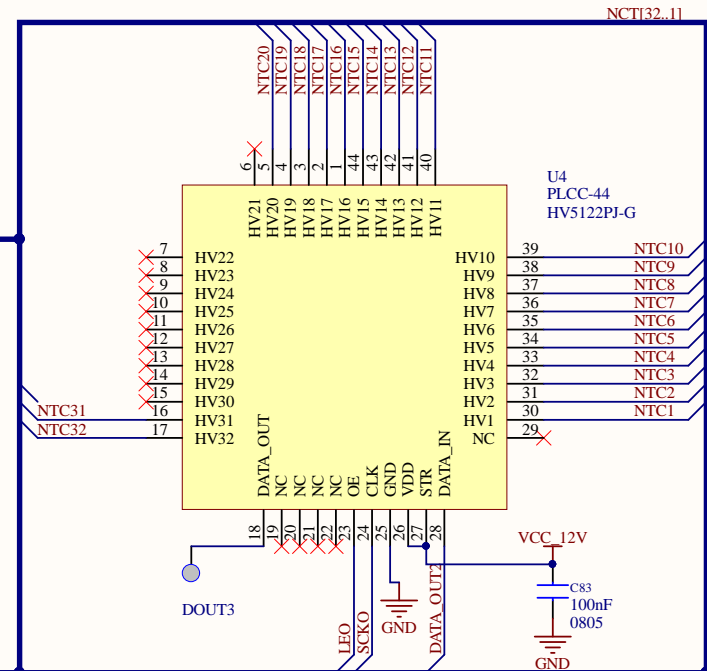 NCT[32..1]
NTC20
NTC19
NTC18
NTC17
NTC16
NTC15
NTC14
NTC13
NTC12
NTC11
6
5
4
3
2
1
44
43
42
41
40
U4
PLCC-44
HV5122PJ-G
HV21
HV20
HV19
HV18
HV17
HV16
HV15
HV14
HV13
HV12
HV11
7 HV22
8 HV23
9 HV24
10 HV25
11 HV26
12 HV27
13 HV28
14 HV29
15 HV30
NTC31 16 HV31
NTC32 17 HV32
HV10 39 NTC10
HV9 38 NTC9
HV8 37 NTC8
HV7 36 NTC7
HV6 35 NTC6
HV5 34 NTC5
HV4 33 NTC4
HV3 32 NTC3
HV2 31 NTC2
HV1 30 NTC1
NC 29
DATA_OUT
NC
NC
NC
NC
OE
CLK
GND
VDD
STR
DATA_IN
18
19
20
21
22
23
24
25
26
27
28
DOUT3
LEO
SCKO
GND
DATA_OUT2
VCC_12V
C83
100nF
0805
GND